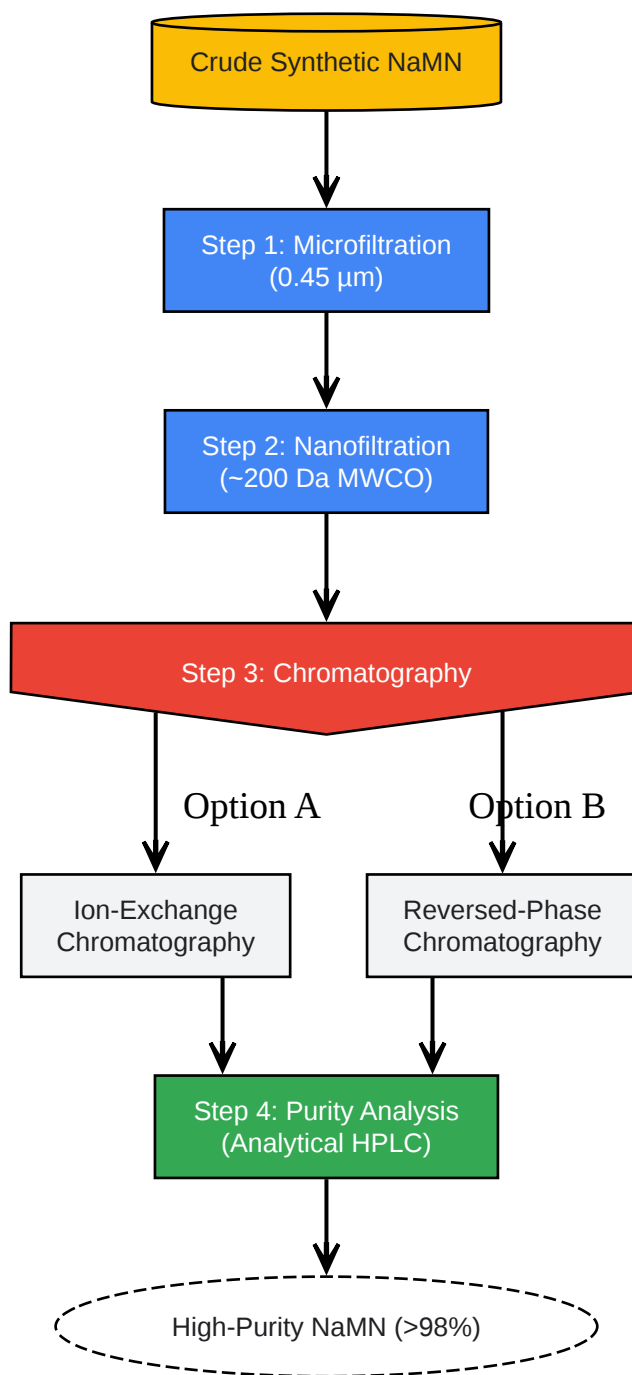 Crude Synthetic NaMN
Step 1: Microfiltration
(0.45 µm)
Step 2: Nanofiltration
(~200 Da MWCO)
Step 3: Chromatography
Option A
Option B
Ion-Exchange
Chromatography
Reversed-Phase
Chromatography
Step 4: Purity Analysis
(Analytical HPLC)
High-Purity NaMN (>98%)